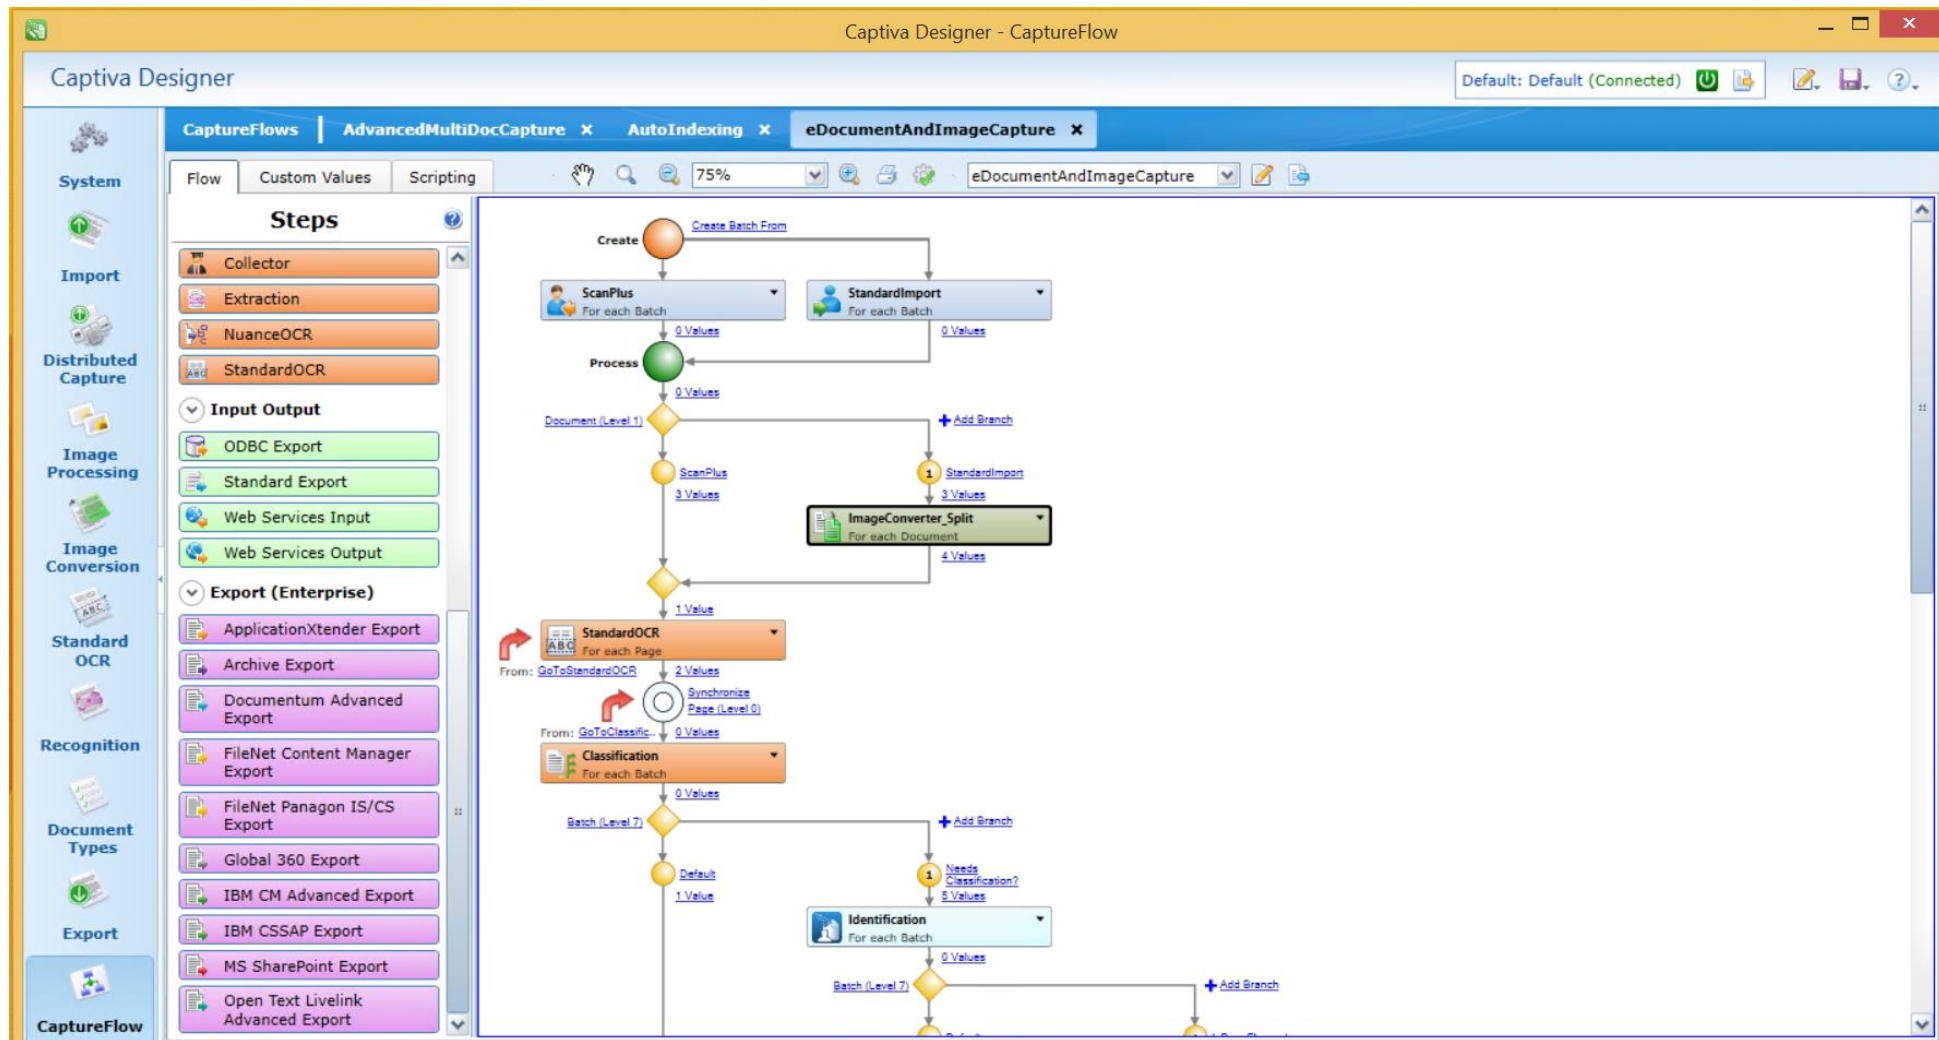 Captiva Designer - CaptureFlow
Captiva Designer
Default: Default (Connected)
CaptureFlows
AdvancedMultiDocCapture
AutoIndexing
eDocumentAndImageCapture
Flow
Custom Values
Scripting
75%
eDocumentAndImageCapture
System
Import
Distributed
Capture
Image
Processing
Image
Conversion
ABC
Standard
OCR
Recognition
Document
Types
Export
CaptureFlow
Steps
Collector
Extraction
NuanceOCR
StandardOCR
Input Output
ODBC Export
Standard Export
Web Services Input
Web Services Output
Export (Enterprise)
ApplicationXtender Export
Archive Export
Documentum Advanced
Export
FileNet Content Manager
Export
FileNet Panagon IS/CS
Export
Global 360 Export
IBM CM Advanced Export
IBM CSSAP Export
MS SharePoint Export
Open Text Livelink
Advanced Export
Create
Create Batch From
ScanPlus
For each Batch
StandardImport
For each Batch
0 Values
0 Values
Process
0 Values
Document (Level 1)
Add Branch
ScanPlus
3 Values
1
StandardImport
3 Values
ImageConverter_Split
For each Document
4 Values
1 Value
ABC
StandardOCR
For each Page
From: GoToStandardOCR
2 Values
Synchronize
Page (Level 0)
From: GoToClassific..
0 Values
Classification
For each Batch
0 Values
Batch (Level 7)
Add Branch
Default
1 Value
1
Needs
Classification?
5 Values
Identification
For each Batch
0 Values
Batch (Level 7)
Add Branch